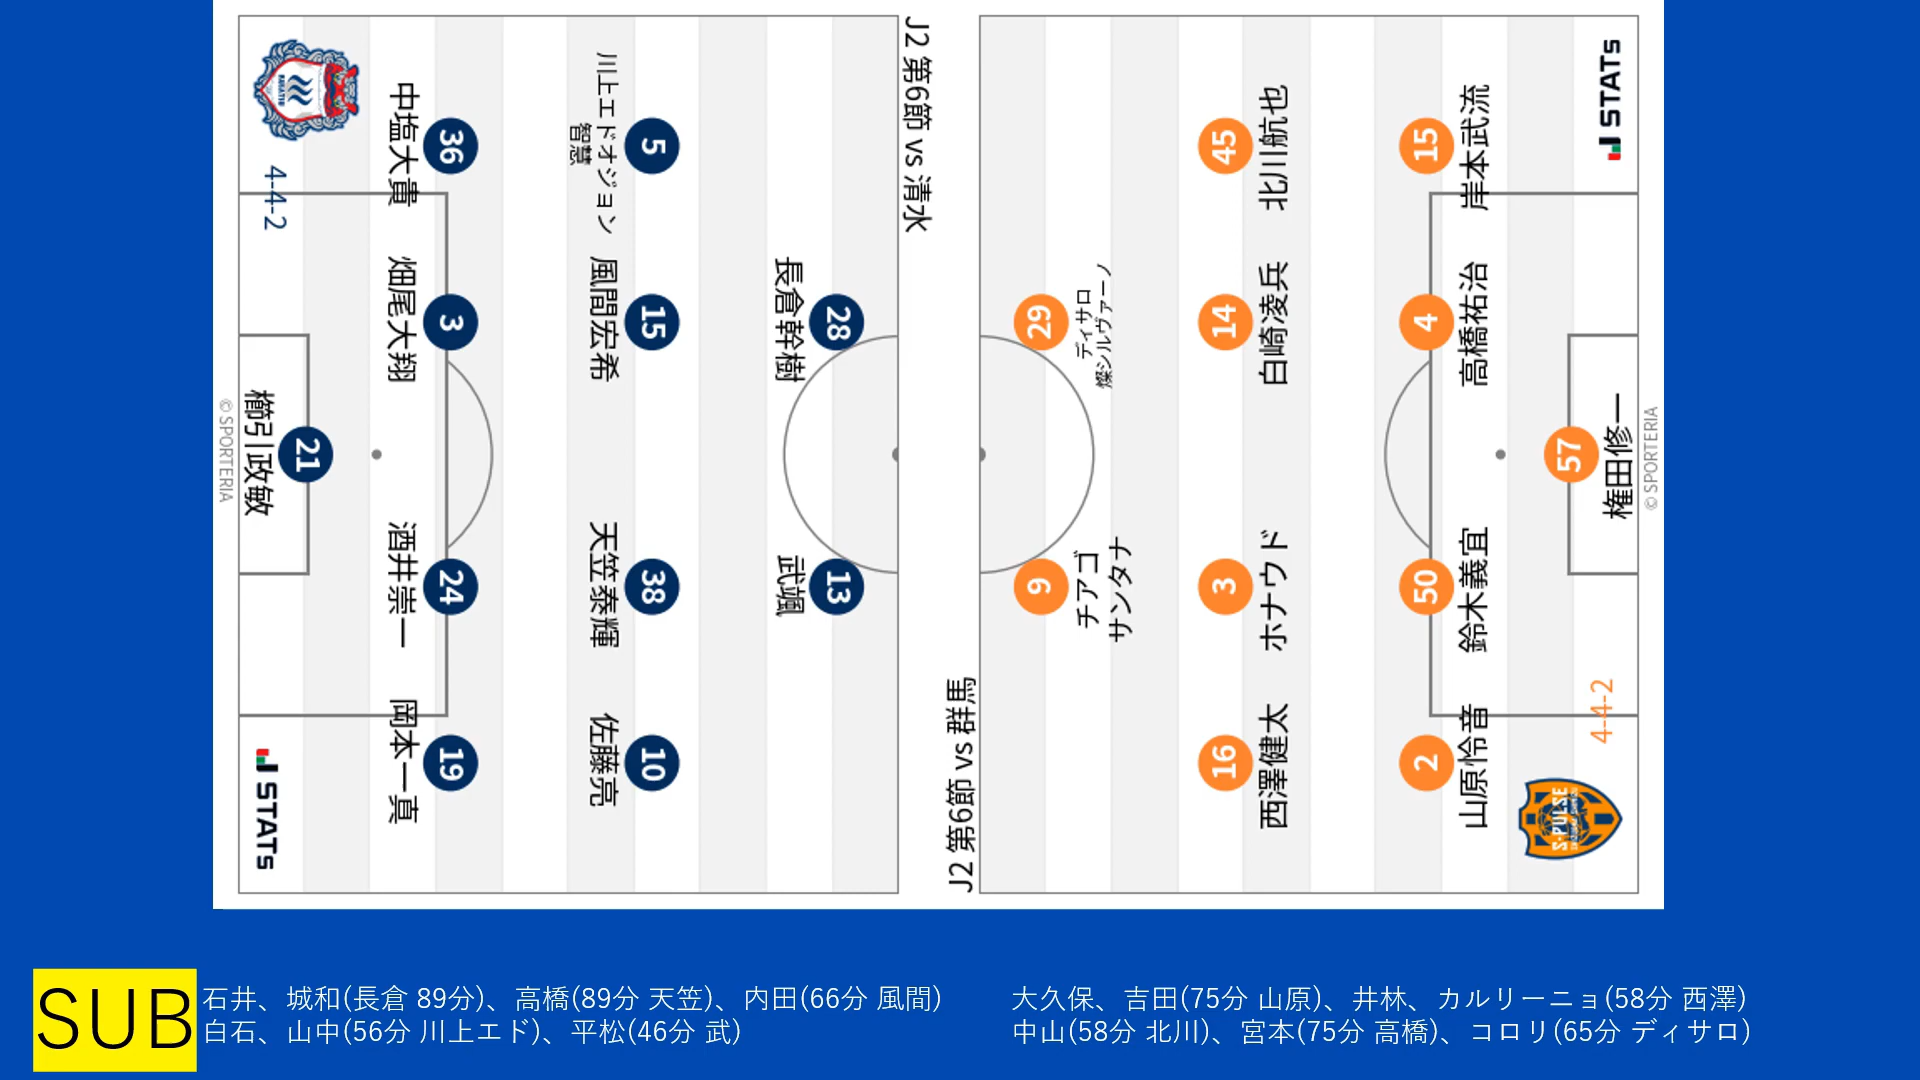 J2 第6節 vs 清水
4-4-2
36
中塩大貴
3
畑尾大翔
24
酒井崇一
19
岡本一真
21
櫛引政敏
5
川上エドオジョン
智慧
15
風間宏希
38
天笠泰輝
10
佐藤亮
28
長倉幹樹
13
武颯
STATS
© SPORTERIA
J2 第6節 vs 群馬
4-4-2
29
ディサロ
燦シルヴァーノ
9
チアゴ
サンタナ
45
北川航也
14
白崎凌兵
3
ホナウド
16
西澤健太
15
岸本武流
4
高橋祐治
50
鈴木義宜
2
山原怜音
57
権田修一
S-PULSE
STATS
© SPORTERIA
SUB
石井、城和(長倉 89分)、高橋(89分 天笠)、内田(66分 風間)
白石、山中(56分 川上エド)、平松(46分 武)
大久保、吉田(75分 山原)、井林、カルリーニョ(58分 西澤)
中山(58分 北川)、宮本(75分 高橋)、コロリ(65分 ディサロ)